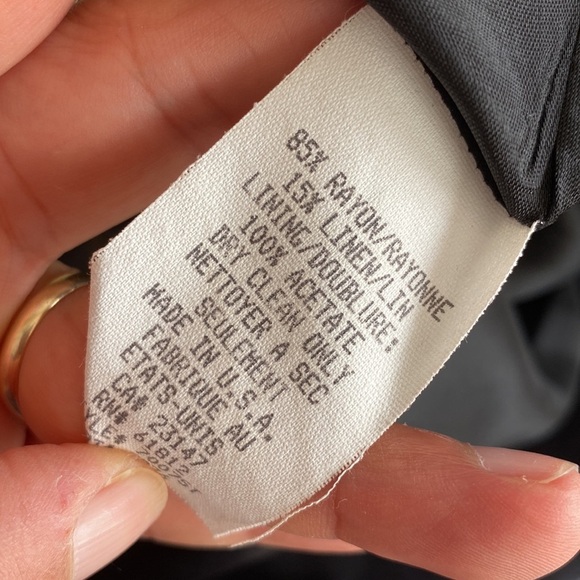 85% RAYON/RAYONNE
15% LINEN/LIN
LINING/DOUBLURE:
100% ACETATE
DRY CLEAN ONLY
NETTOYER A SEC
SEULEMENT
MADE IN U.S.A.
FABRIQUE AU
ETATS-UNIS
CA# 23147
RN# 61812